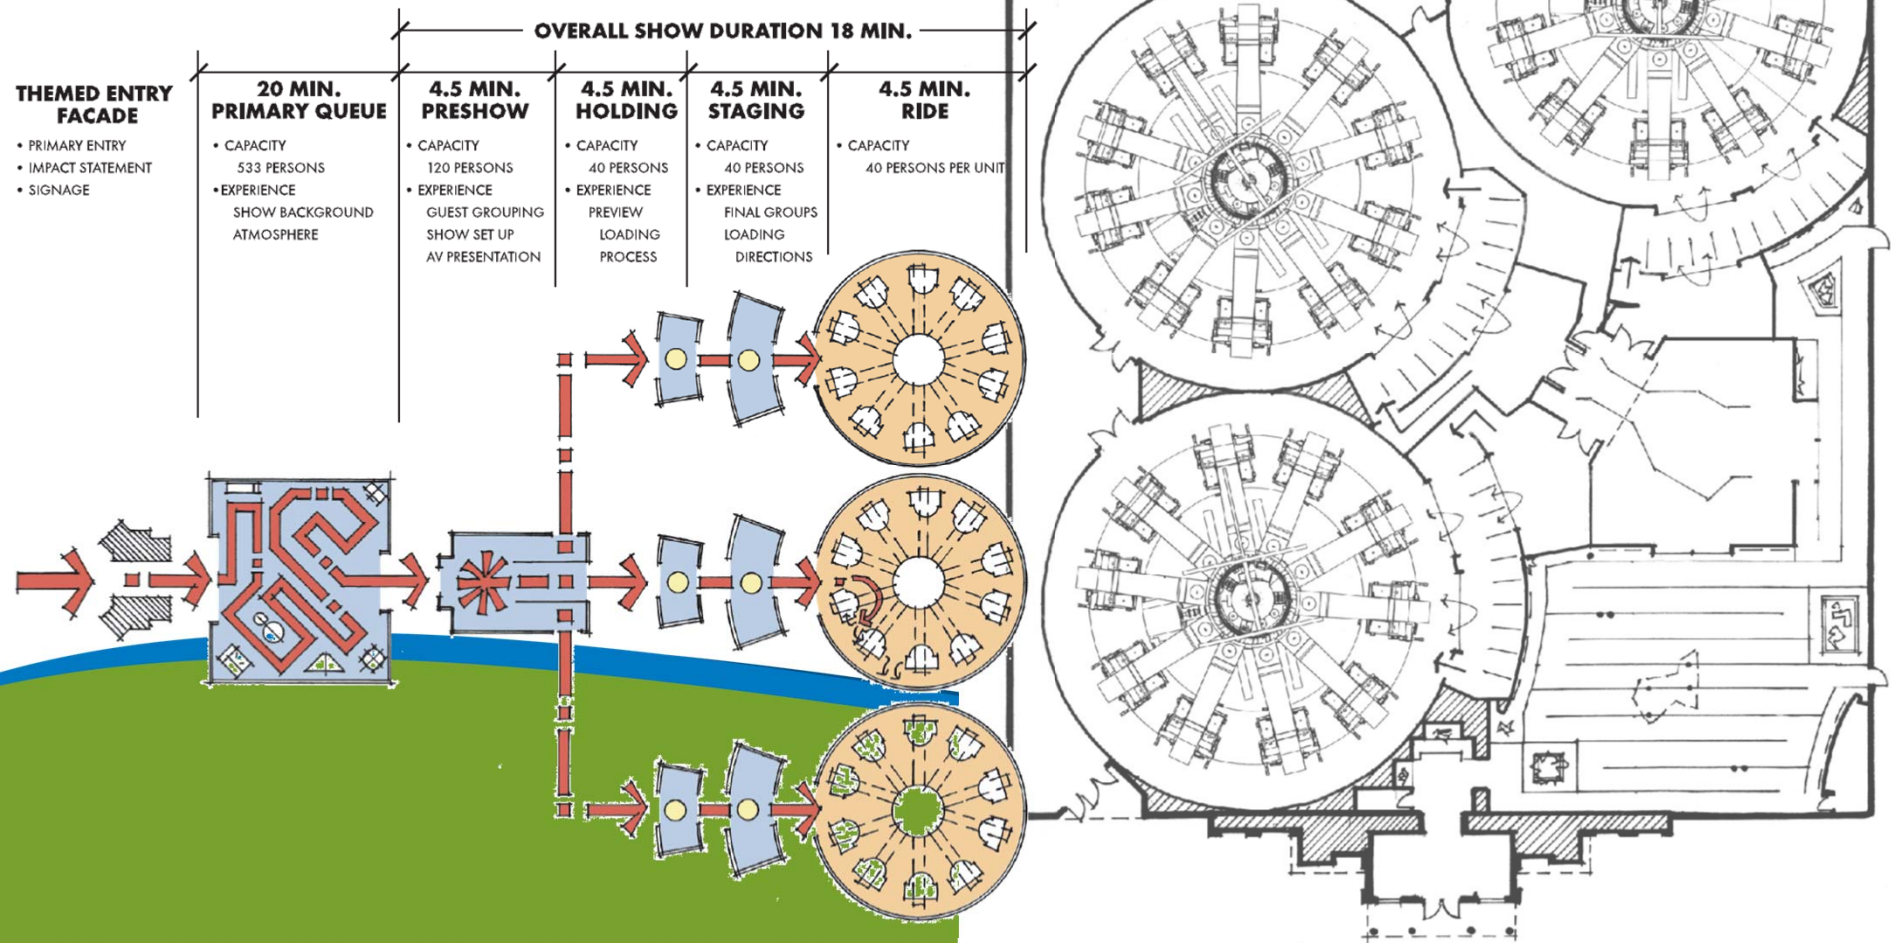 OVERALL SHOW DURATION 18 MIN.
THEMED ENTRY
FACADE
• PRIMARY ENTRY
• IMPACT STATEMENT
• SIGNAGE
20 MIN.
PRIMARY QUEUE
• CAPACITY
533 PERSONS
•EXPERIENCE
SHOW BACKGROUND
ATMOSPHERE
4.5 MIN.
PRESHOW
• CAPACITY
120 PERSONS
• EXPERIENCE
GUEST GROUPING
SHOW SET UP
AV PRESENTATION
4.5 MIN.
HOLDING
• CAPACITY
40 PERSONS
• EXPERIENCE
PREVIEW
LOADING
PROCESS
4.5 MIN.
STAGING
• CAPACITY
40 PERSONS
• EXPERIENCE
FINAL GROUPS
LOADING
DIRECTIONS
4.5 MIN.
RIDE
• CAPACITY
40 PERSONS PER UNIT